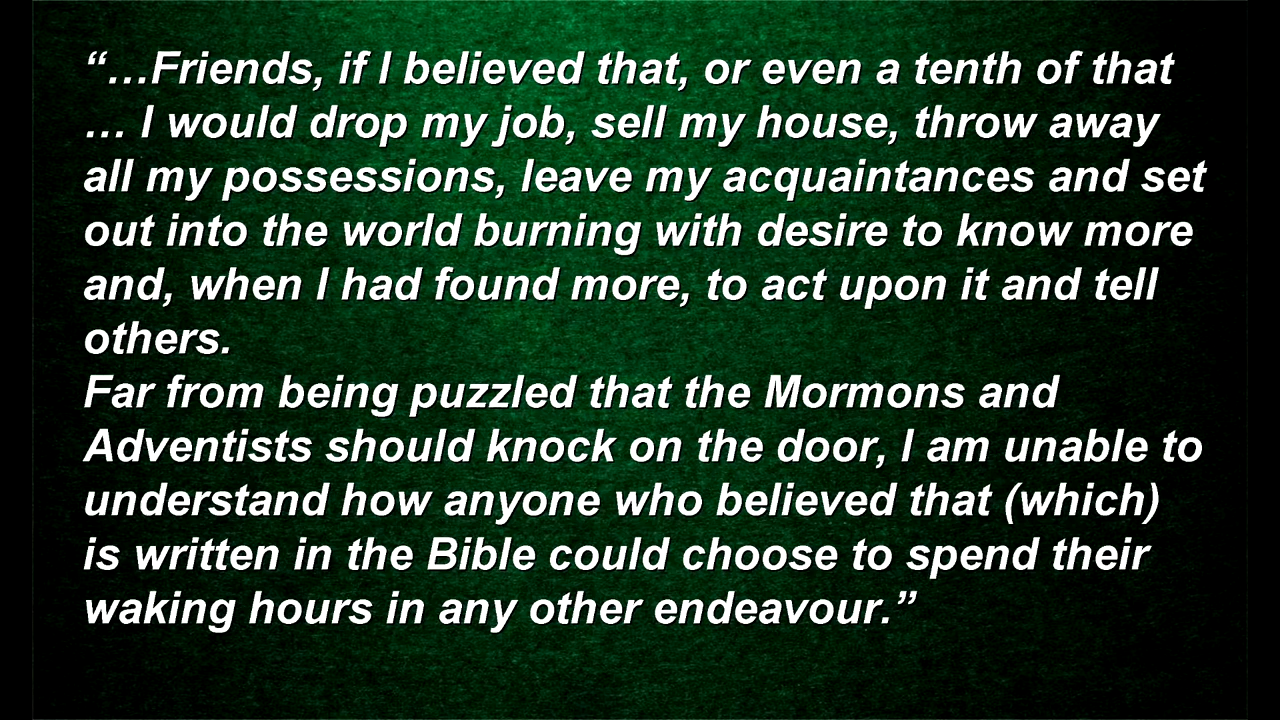 “…Friends, if I believed that, or even a tenth of that
… I would drop my job, sell my house, throw away
all my possessions, leave my acquaintances and set
out into the world burning with desire to know more
and, when I had found more, to act upon it and tell
others.
Far from being puzzled that the Mormons and
Adventists should knock on the door, I am unable to
understand how anyone who believed that (which)
is written in the Bible could choose to spend their
waking hours in any other endeavour.”